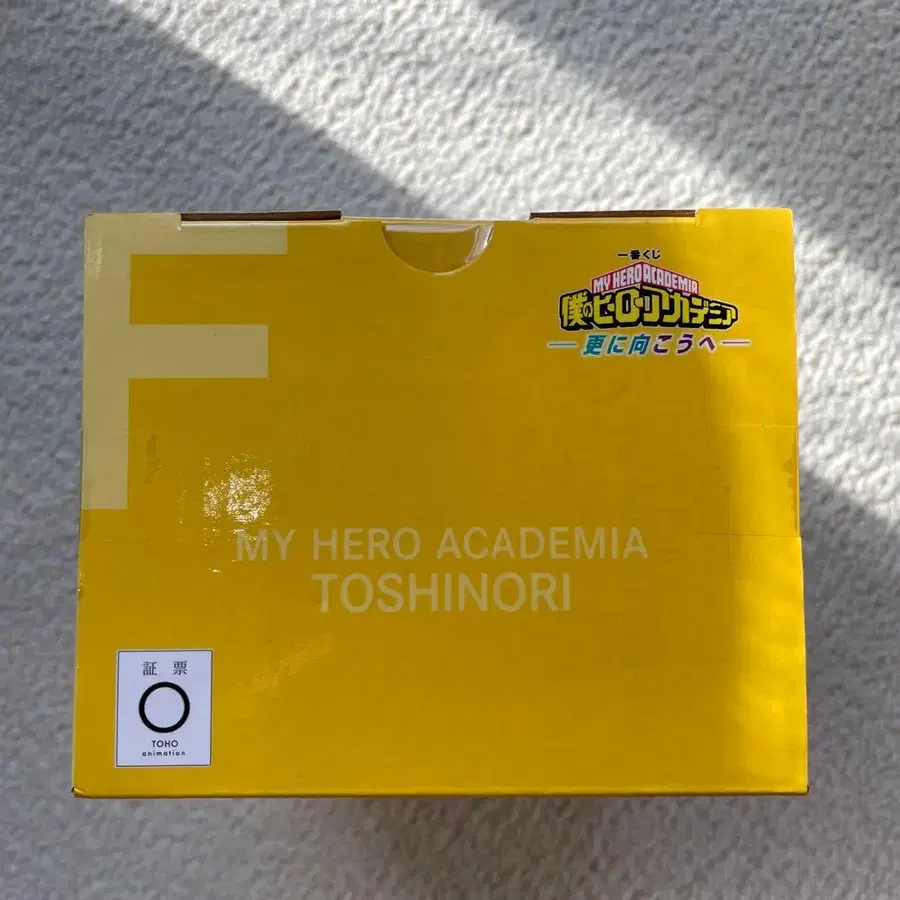 F
一番くじ
MY HERO ACADEMIA
僕のヒーローアカデミア
更に向こうへ
MY HERO ACADEMIA
TOSHINORI
証 票
TOHO
animation